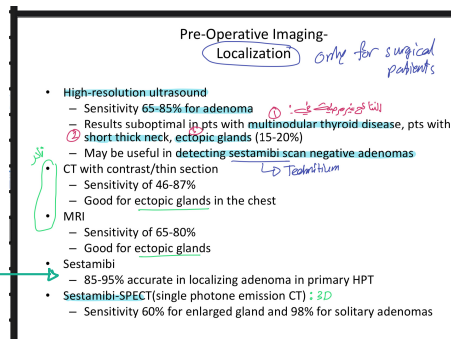 Pre-Operative Imaging-
Localization only for surgical patients
• High-resolution ultrasound
– Sensitivity 65-85% for adenoma
– Results suboptimal in pts with multinodular thyroid disease, pts with
short thick neck, ectopic glands (15-20%)
– May be useful in detecting sestamibi scan negative adenomas
• CT with contrast/thin section
↳ Technitium
– Sensitivity of 46-87%
– Good for ectopic glands in the chest
• MRI
– Sensitivity of 65-80%
– Good for ectopic glands
• Sestamibi
– 85-95% accurate in localizing adenoma in primary HPT
• Sestamibi-SPECT(single photone emission CT) : 3D
– Sensitivity 60% for enlarged gland and 98% for solitary adenomas